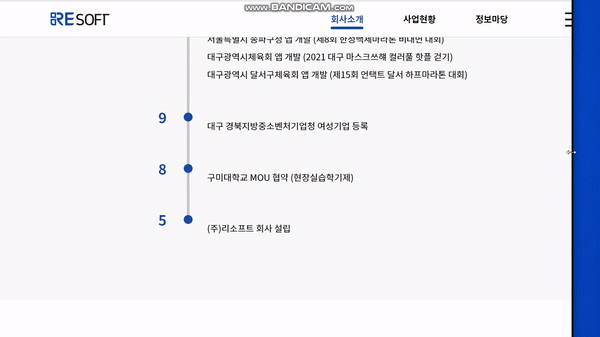 WWW.BANDICAM.COM
RESOFT
회사소개 사업현황 정보마당
서울특별시 송파구청 앱 개발 (제8회 한성백제마라톤 비대면 대회)
대구광역시체육회 앱 개발 (2021 대구 마스크쓰해 컬러풀 핫플 걷기)
대구광역시 달서구체육회 앱 개발 (제15회 언택트 달서 하프마라톤 대회)
9 대구 경북지방중소벤처기업청 여성기업 등록
8 구미대학교 MOU 협약 (현장실습학기제)
5 (주)리소프트 회사 설립